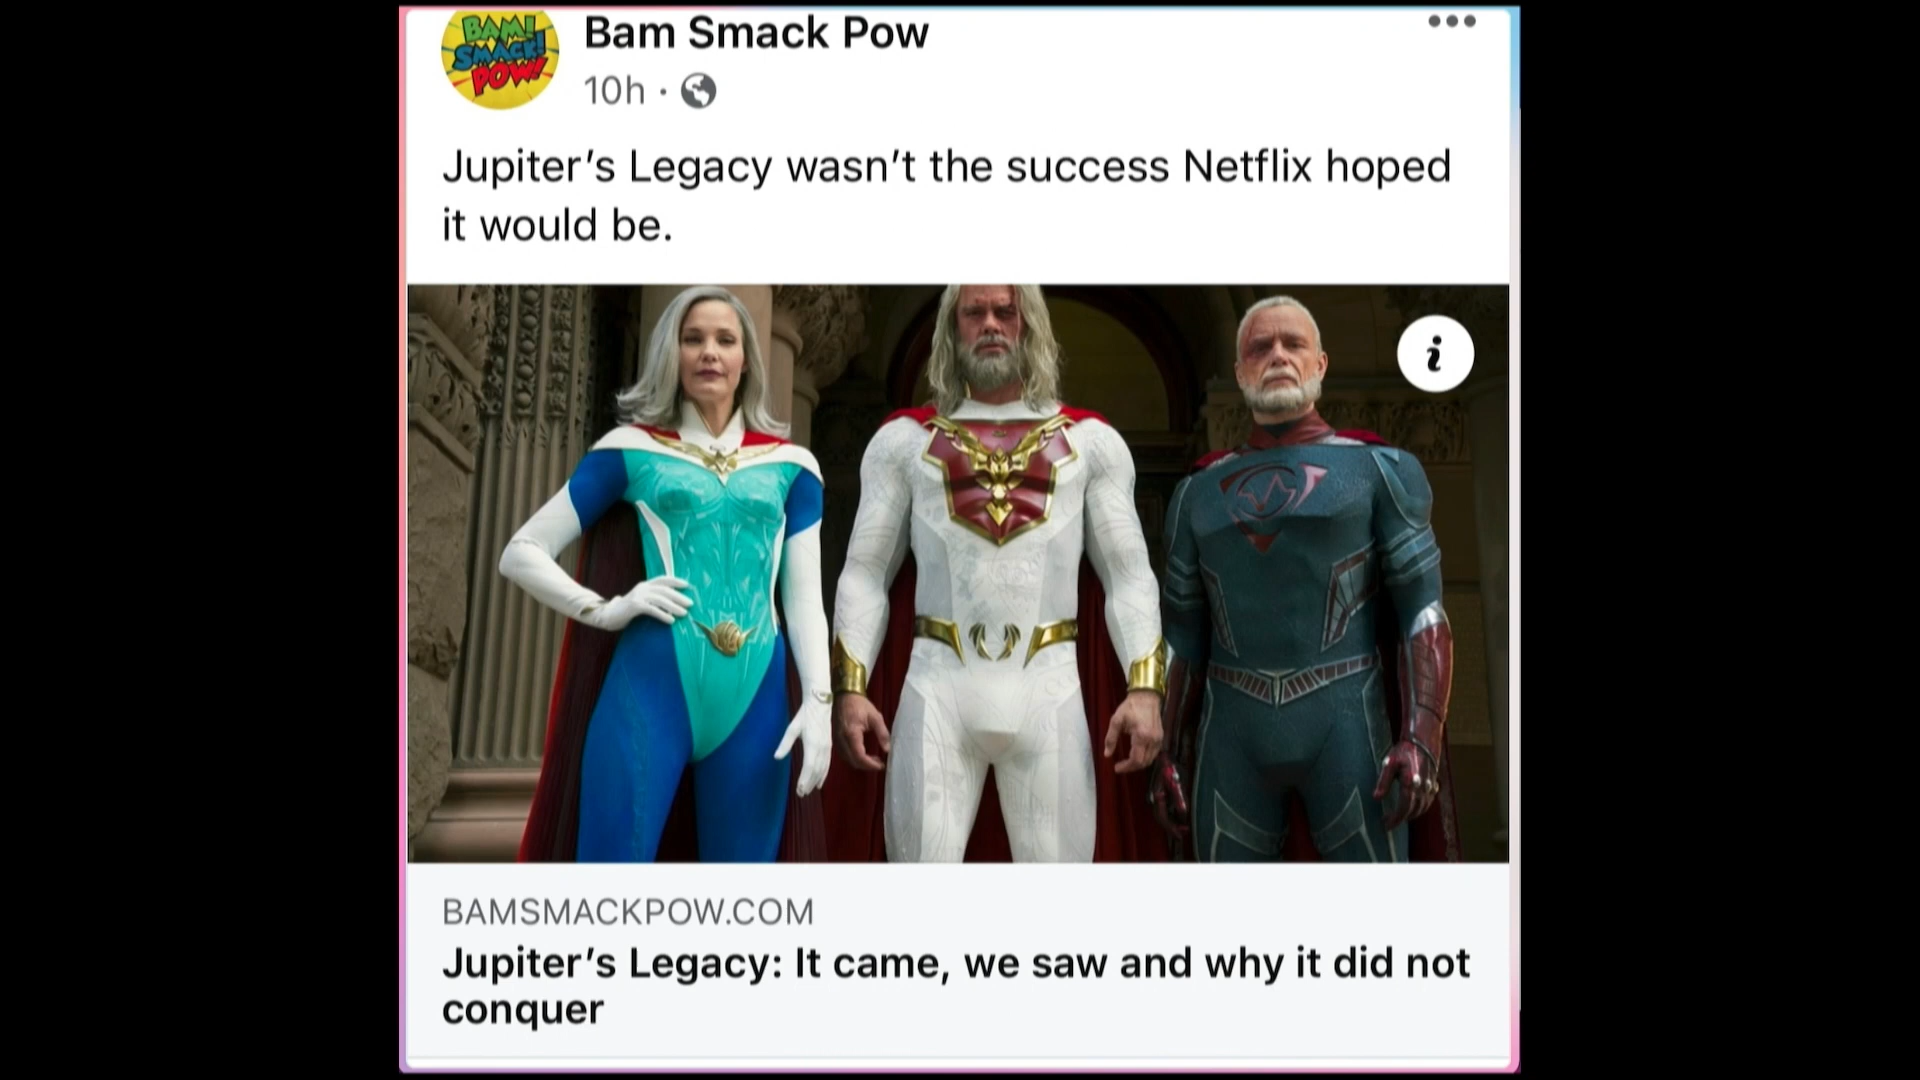 BAM!
SMACK!
POW!
Bam Smack Pow
10h ·
Jupiter’s Legacy wasn’t the success Netflix hoped
it would be.
i
BAMSMACKPOW.COM
Jupiter’s Legacy: It came, we saw and why it did not
conquer